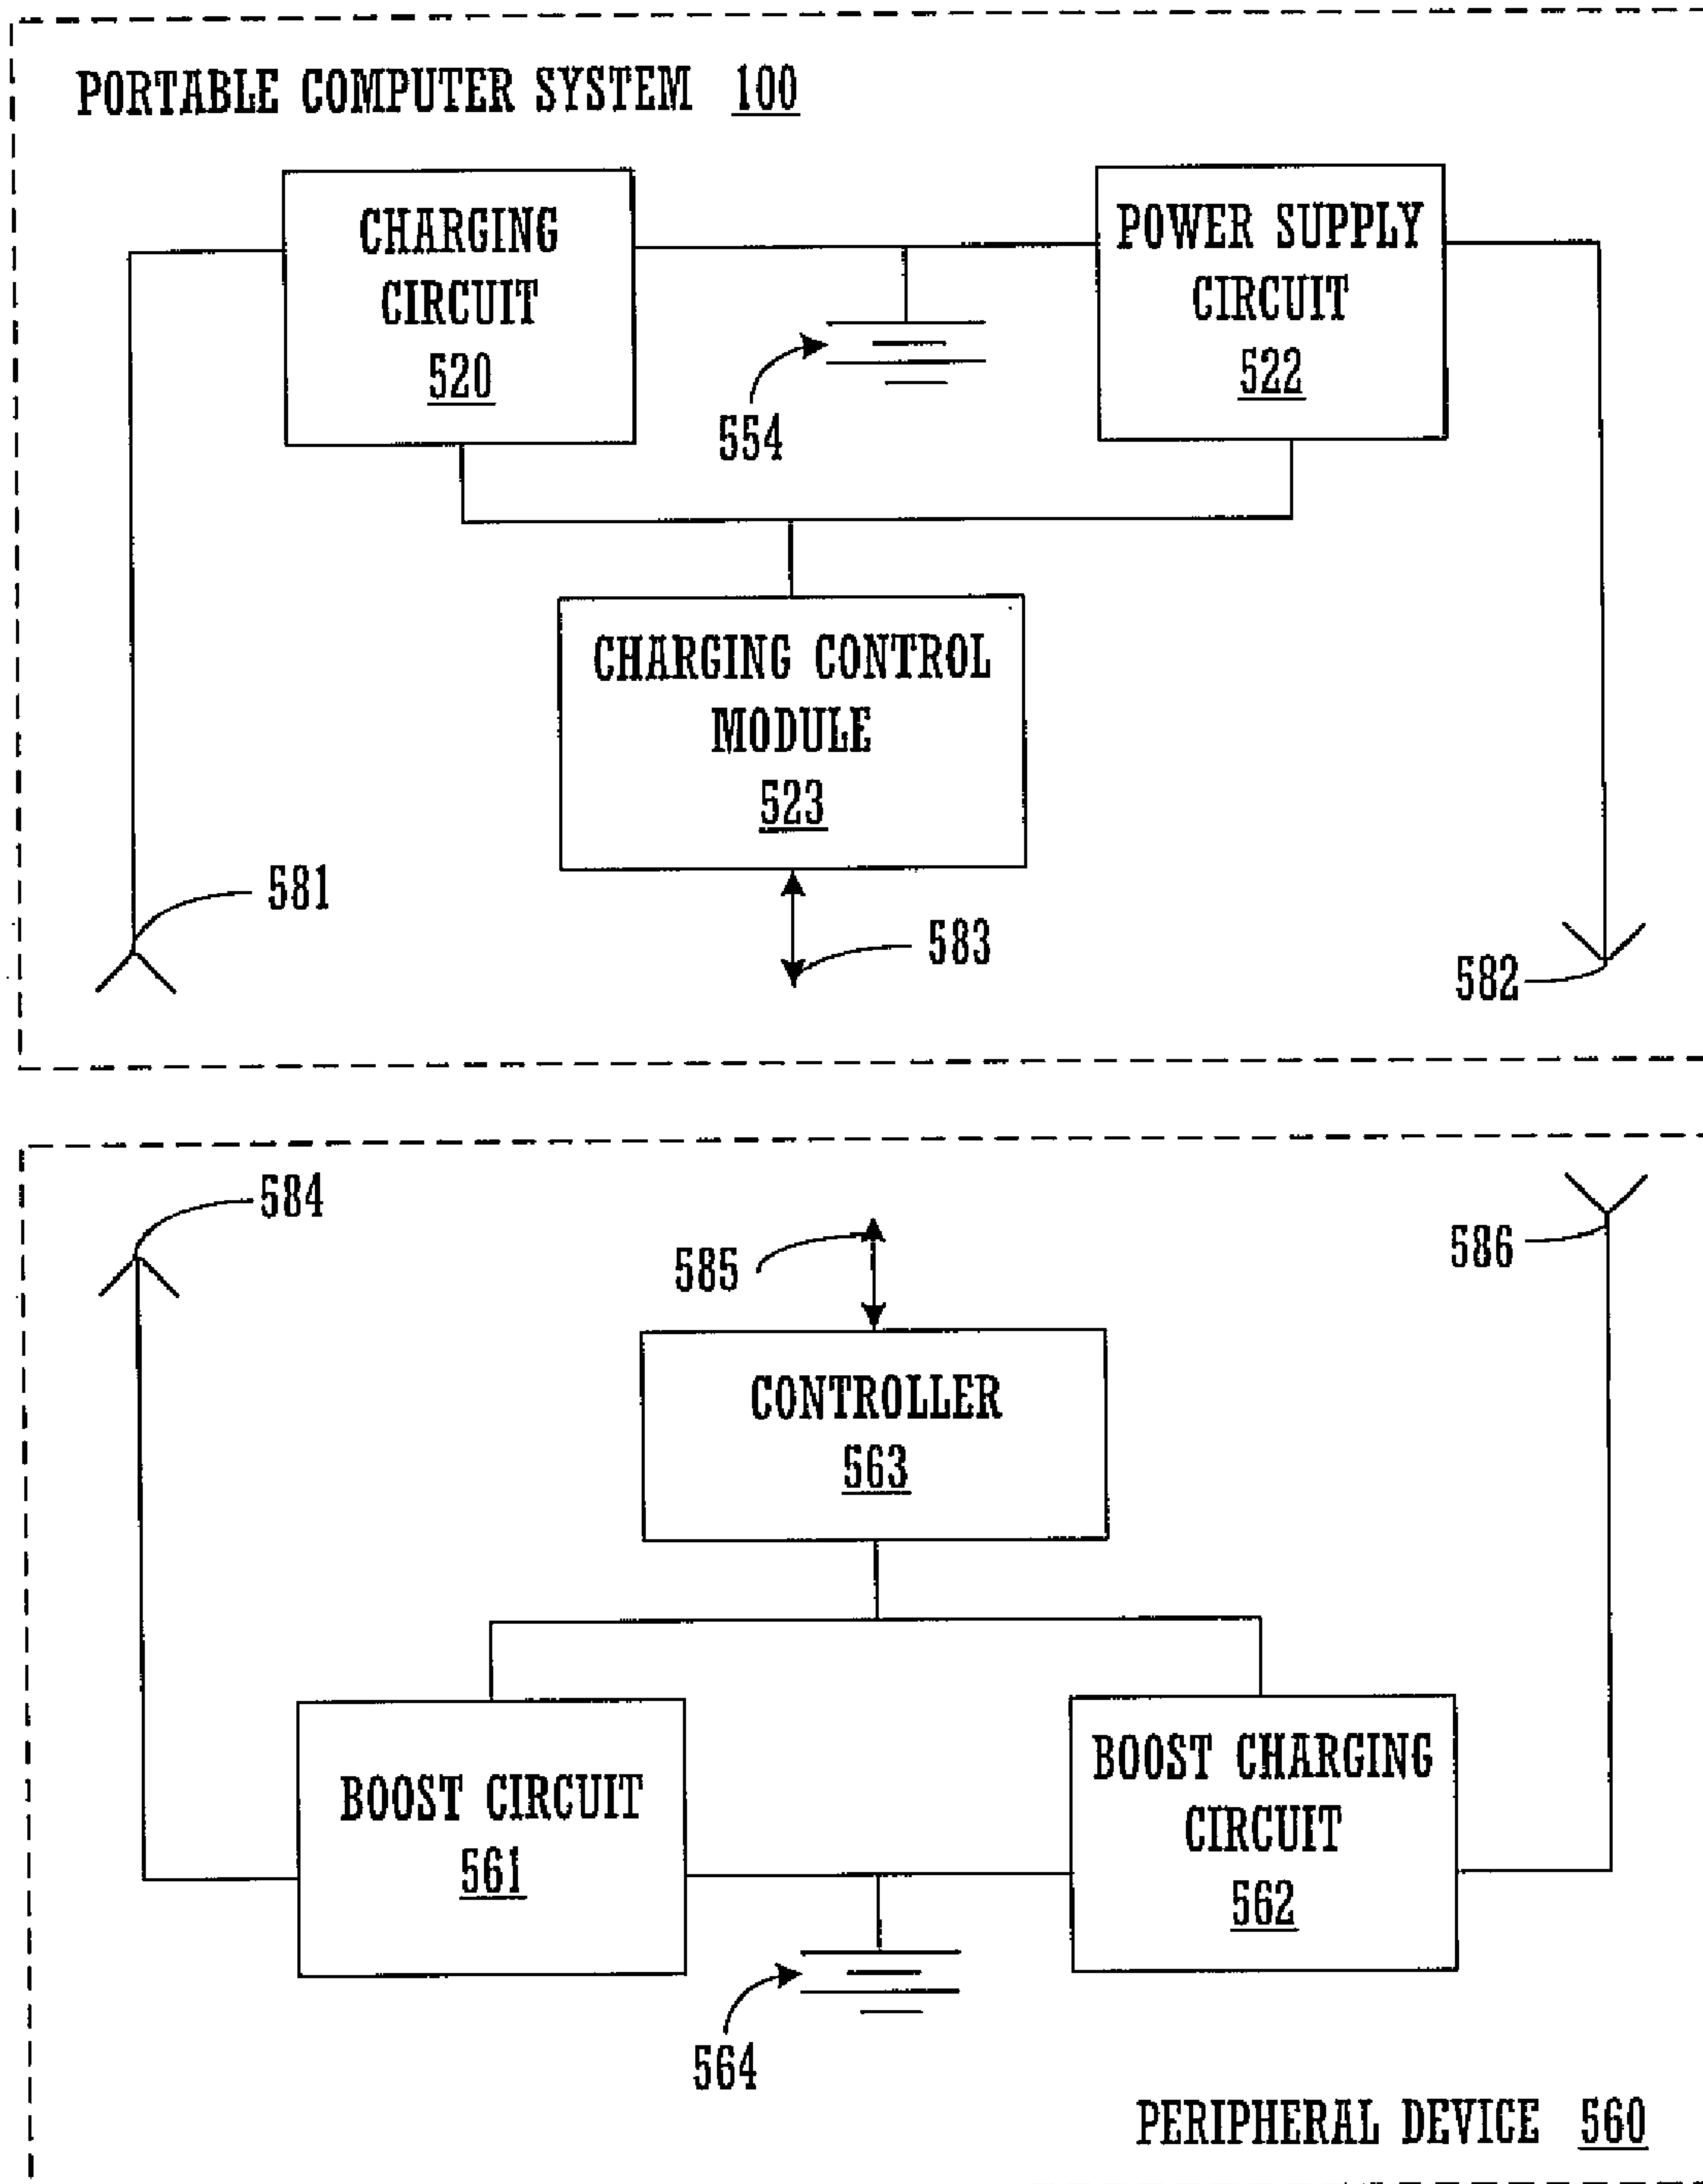 PORTABLE COMPUTER SYSTEM 100
CHARGING
CIRCUIT
520
POWER SUPPLY
CIRCUIT
522
554
CHARGING CONTROL
MODULE
523
581
583
582
584
585
586
CONTROLLER
563
BOOST CIRCUIT
561
BOOST CHARGING
CIRCUIT
562
564
PERIPHERAL DEVICE 560